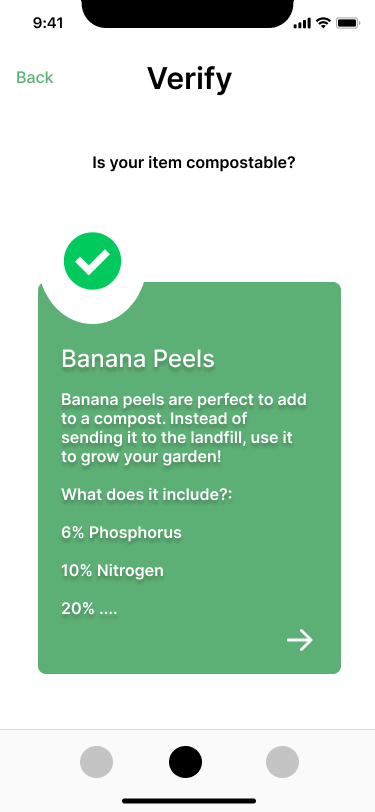 9:41
Back
Verify
Is your item compostable?
Banana Peels
Banana peels are perfect to add
to a compost. Instead of
sending it to the landfill, use it
to grow your garden!
What does it include?:
6% Phosphorus
10% Nitrogen
20% ....